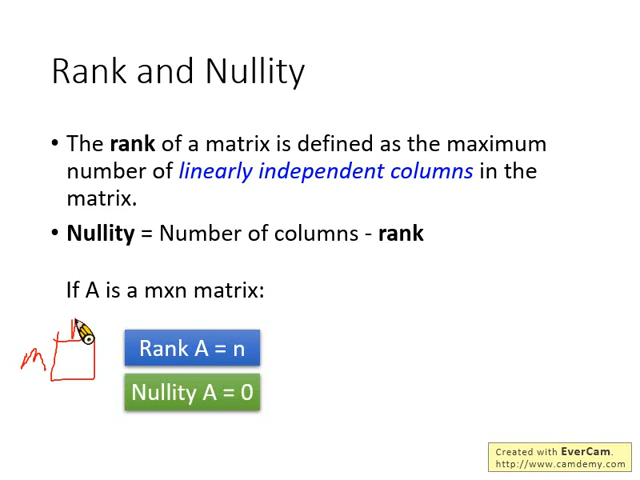 Rank and Nullity
• The rank of a matrix is defined as the maximum
number of linearly independent columns in the
matrix.
• Nullity = Number of columns - rank
If A is a mxn matrix:
m
Rank A = n
Nullity A = 0
Created with EverCam.
http://www.camdemy.com